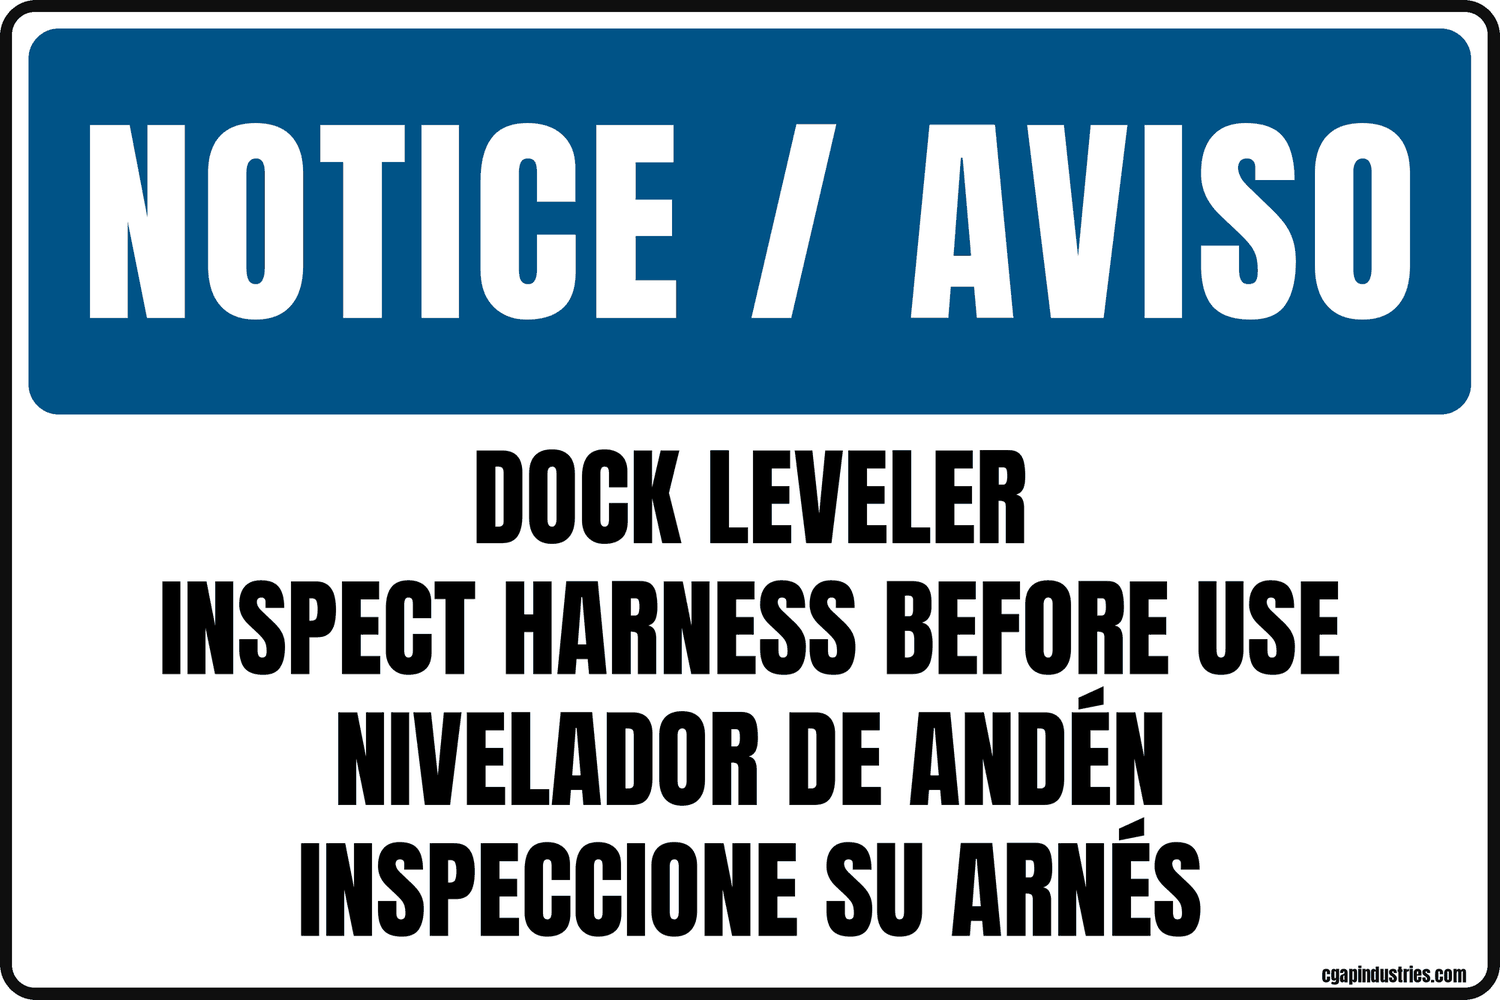 NOTICE / AVISO
DOCK LEVELER
INSPECT HARNESS BEFORE USE
NIVELADOR DE ANDÉN
INSPECCIONE SU ARNÉS
cgapindustries.com